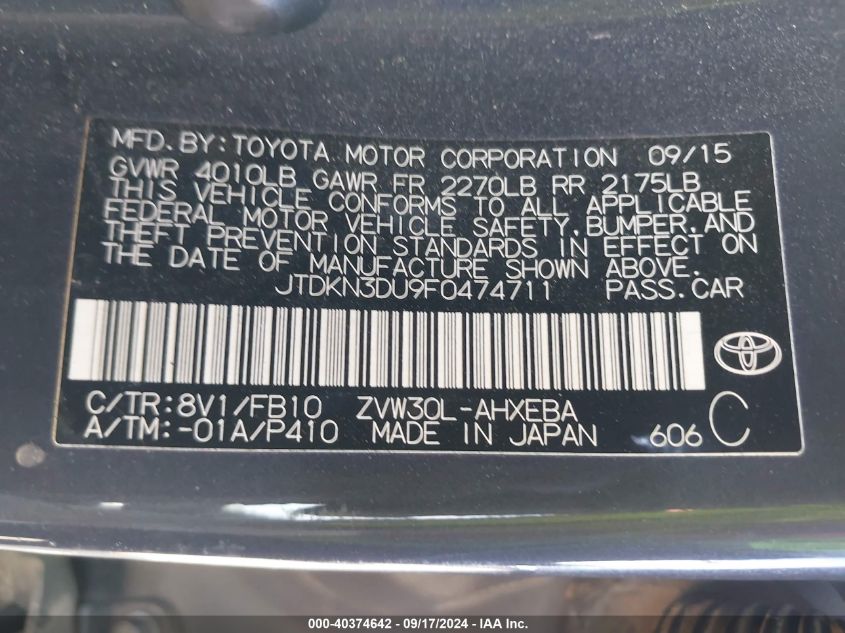 MFD. BY: TOYOTA MOTOR CORPORATION 09/15
GVWR 4010LB GAWR FR 2270LB RR 2175LB
THIS VEHICLE CONFORMS TO ALL APPLICABLE
FEDERAL MOTOR VEHICLE SAFETY, BUMPER, AND
THEFT PREVENTION STANDARDS IN EFFECT ON
THE DATE OF MANUFACTURE SHOWN ABOVE.
JTDKN3DU9F0474711 PASS. CAR
C/TR: 8V1/FB10 ZVW30L-AHXEBA C
A/TM: -01A/P410 MADE IN JAPAN 606
000-40374642 - 09/17/2024 - IAA Inc.